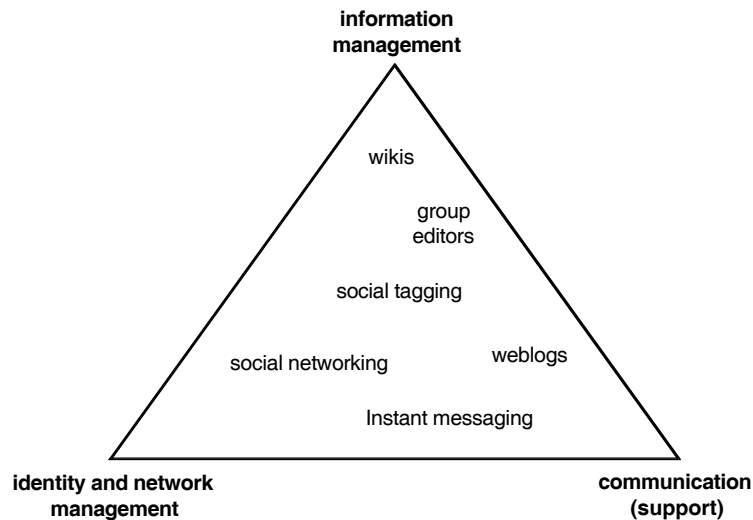 information
management
wikis
group
editors
social tagging
weblogs
social networking
Instant messaging
identity and network
management
communication
(support)